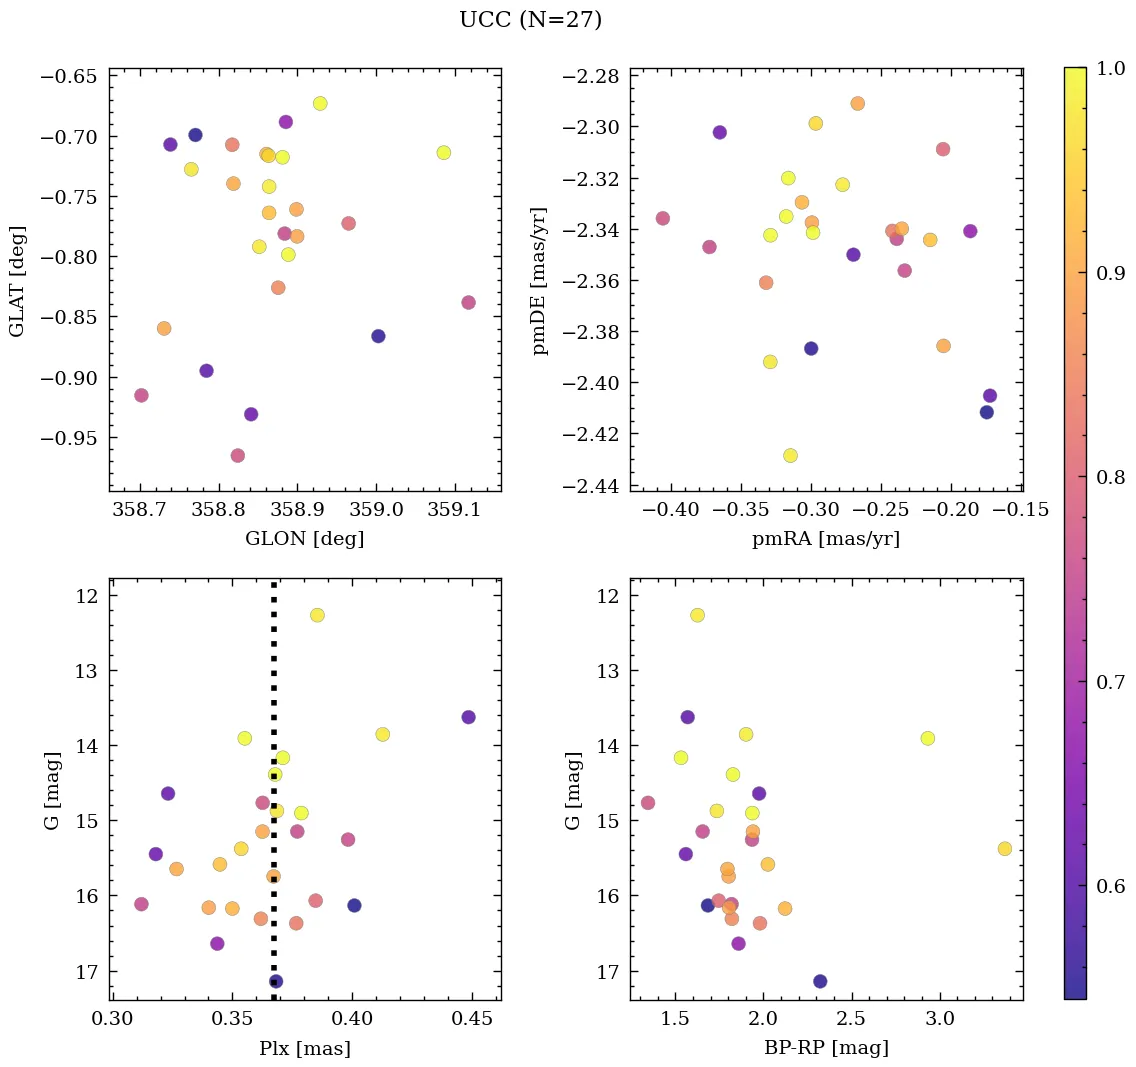 UCC (N=27)
−0.65
−0.70
−0.75
−0.80
−0.85
−0.90
−0.95
GLAT [deg]
358.7 358.8 358.9 359.0 359.1
GLON [deg]
−2.28
−2.30
−2.32
−2.34
−2.36
−2.38
−2.40
−2.42
−2.44
pmDE [mas/yr]
−0.40 −0.35 −0.30 −0.25 −0.20 −0.15
pmRA [mas/yr]
12
13
14
15
16
17
G [mag]
0.30 0.35 0.40 0.45
Plx [mas]
12
13
14
15
16
17
G [mag]
1.5 2.0 2.5 3.0
BP-RP [mag]
1.0
0.9
0.8
0.7
0.6